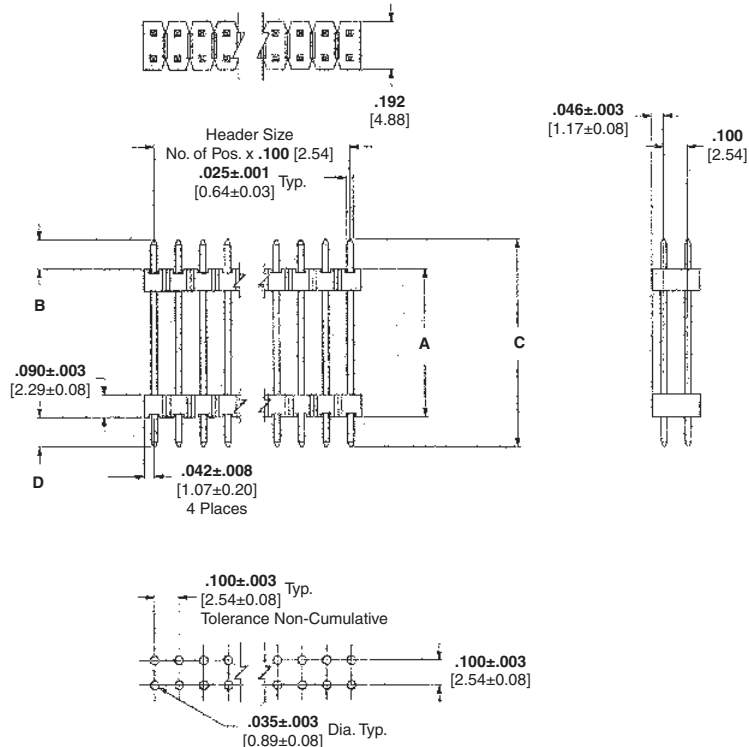 .192
[4.88]
.046±.003
[1.17±0.08]
.100
[2.54]
Header Size
No. of Pos. x .100 [2.54]
.025±.001 Typ.
[0.64±0.03]
B
A
C
.090±.003
[2.29±0.08]
D
.042±.008
[1.07±0.20]
4 Places
.100±.003 Typ.
[2.54±0.08]
Tolerance Non-Cumulative
.100±.003
[2.54±0.08]
.035±.003 Dia. Typ.
[0.89±0.08]